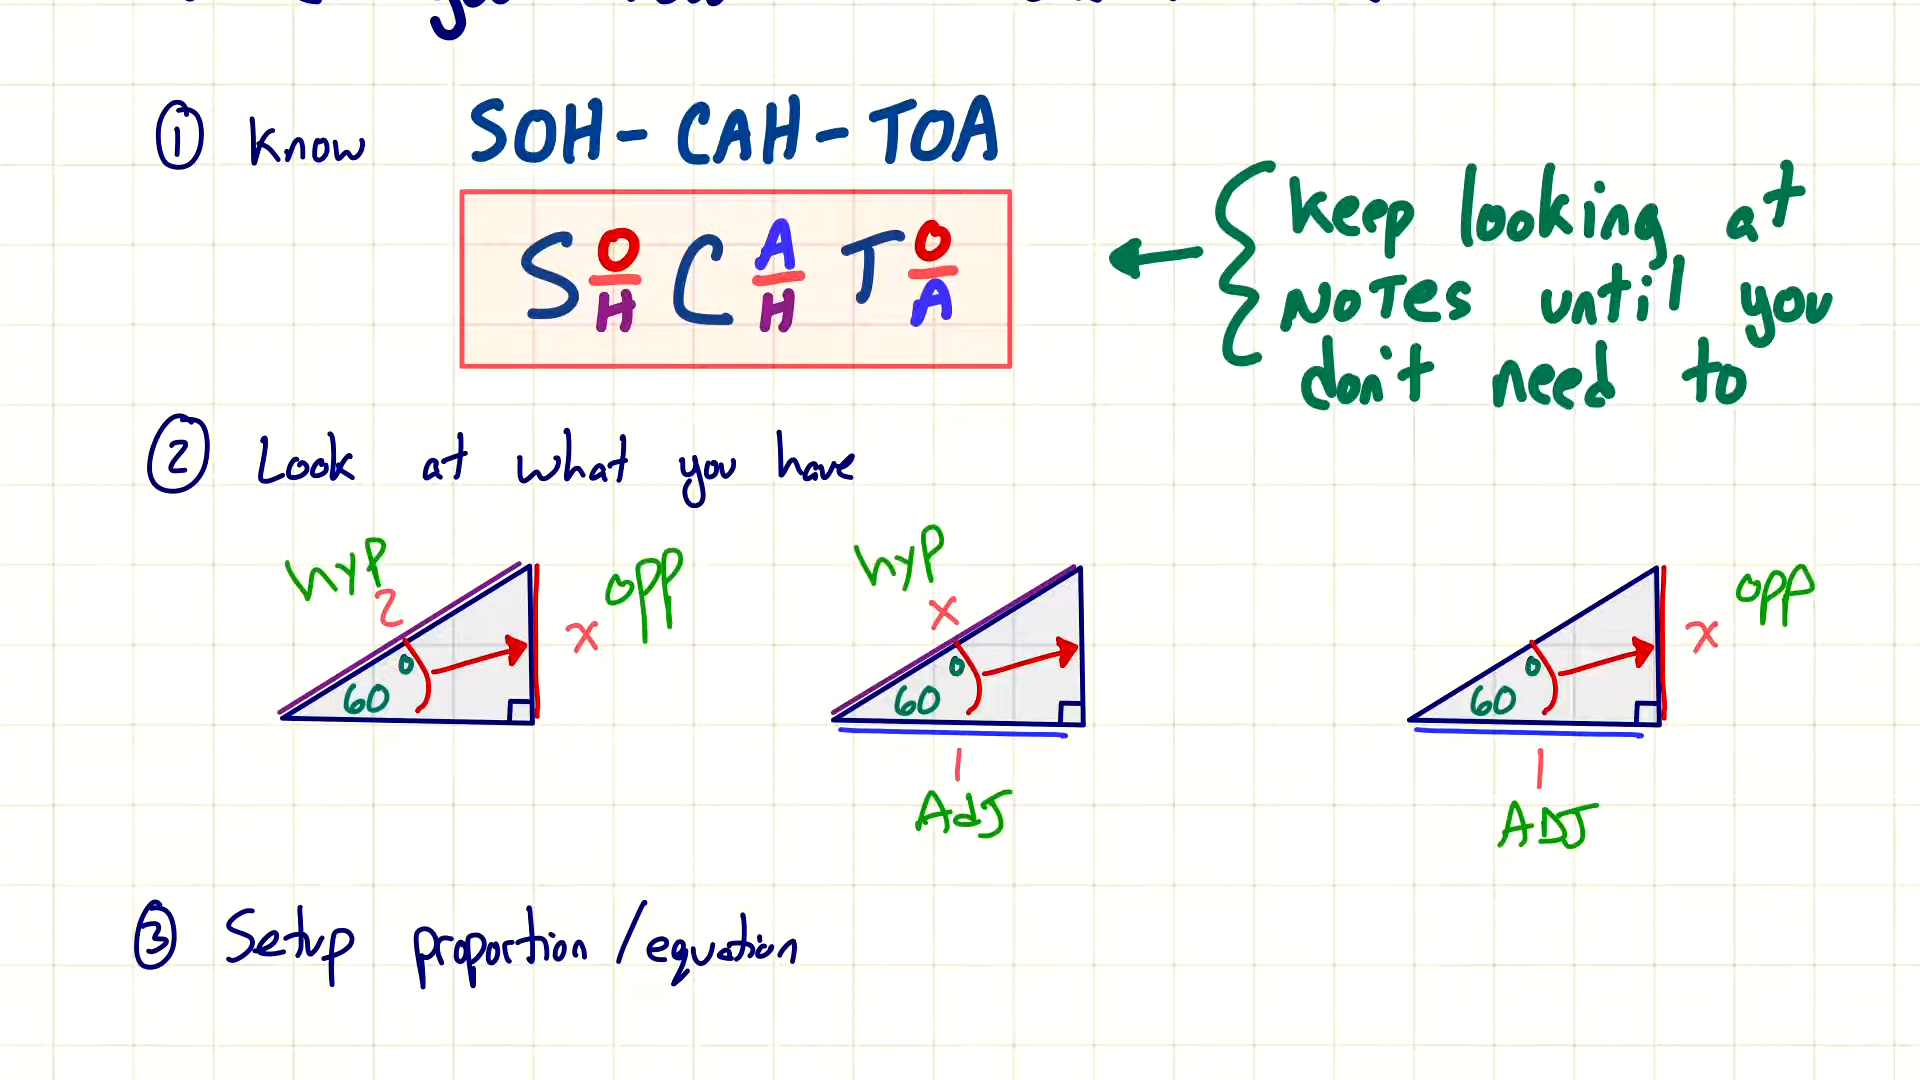 ① Know SOH - CAH - TOA
S O/H C A/H T O/A
Keep looking at
NOTES until you
don't need to
② Look at what you have
hyp 2 opp x 60°
hyp x 60° 1 Adj
opp x 60° 1 ADJ
③ Setup proportion / equation